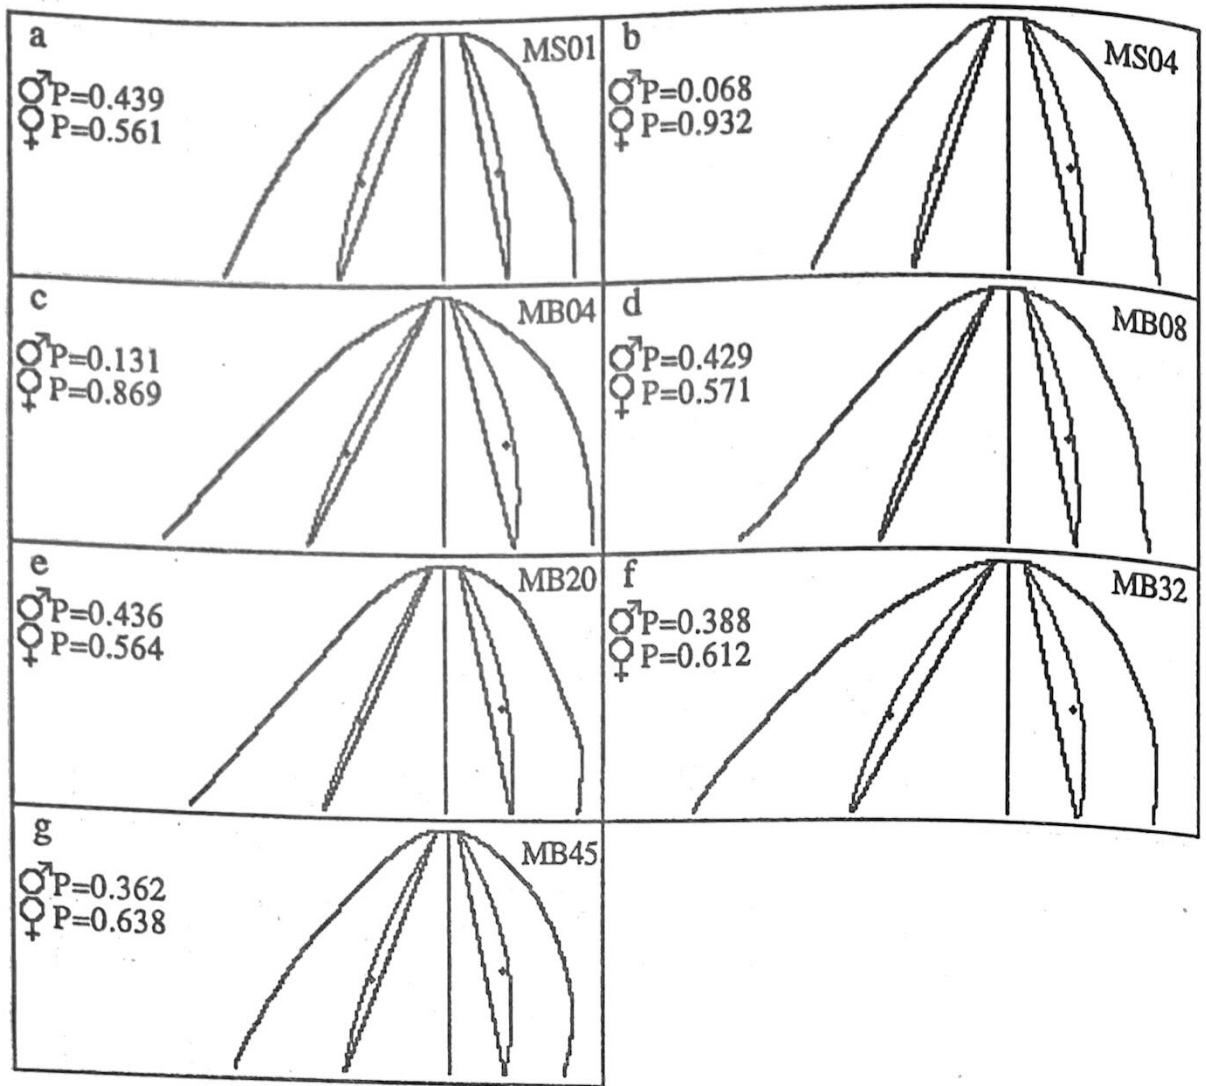 a
MS01
♂P=0.439
♀P=0.561
b
MS04
♂P=0.068
♀P=0.932
c
MB04
♂P=0.131
♀P=0.869
d
MB08
♂P=0.429
♀P=0.571
e
MB20
♂P=0.436
♀P=0.564
f
MB32
♂P=0.388
♀P=0.612
g
MB45
♂P=0.362
♀P=0.638